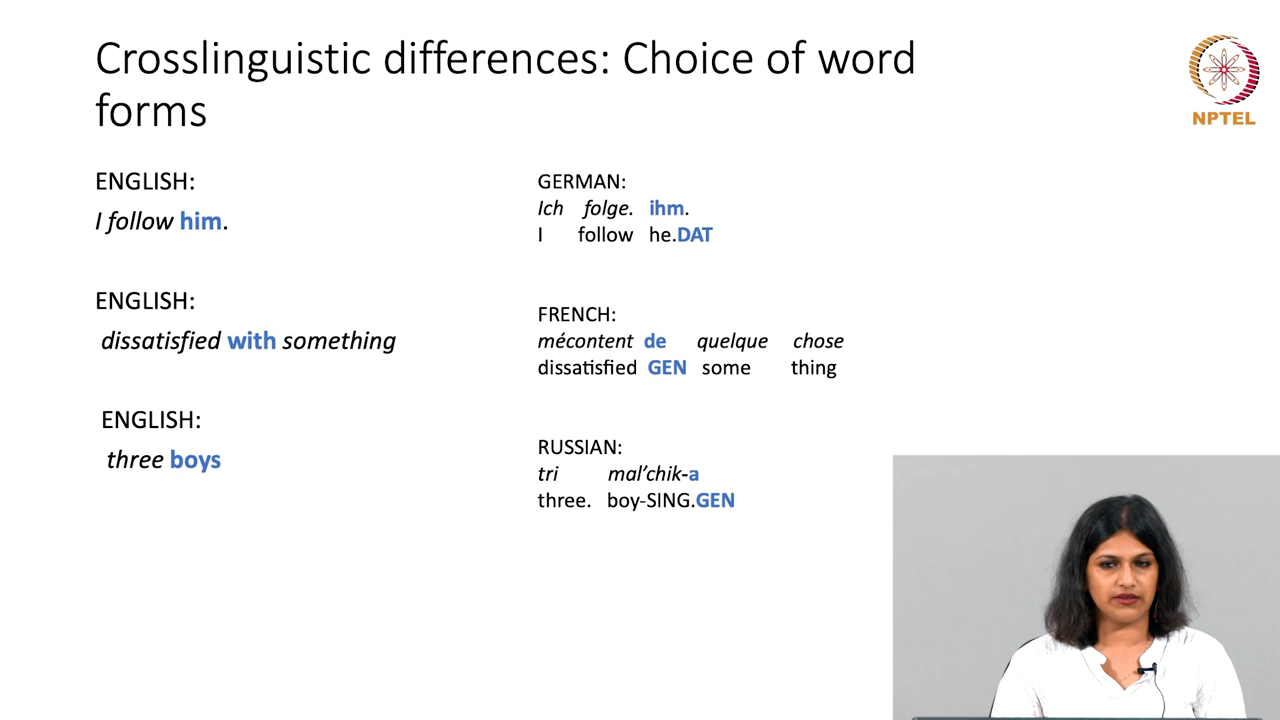 Crosslinguistic differences: Choice of word
forms
NPTEL
ENGLISH:
I follow him.
ENGLISH:
dissatisfied with something
ENGLISH:
three boys
GERMAN:
Ich folge. ihm.
I follow he.DAT
FRENCH:
mécontent de quelque chose
dissatisfied GEN some thing
RUSSIAN:
tri mal’chik-a
three. boy-SING.GEN